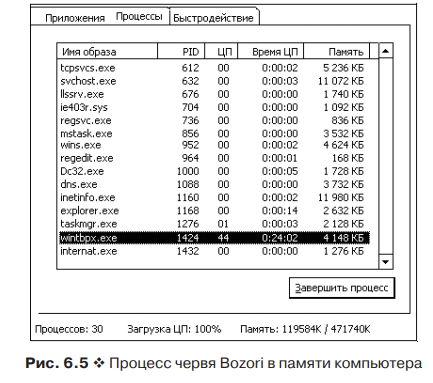 Приложения Процессы Быстродействие
Имя образа PID ЦП Время ЦП Память
tcpsvcs.exe 612 00 0:00:02 5 236 КБ
svchost.exe 632 00 0:00:03 11 072 КБ
llssrv.exe 676 00 0:00:00 1 740 КБ
ie403r.sys 704 00 0:00:00 1 092 КБ
regsvc.exe 736 00 0:00:00 836 КБ
mstask.exe 856 00 0:00:00 3 532 КБ
wins.exe 952 00 0:00:02 4 624 КБ
regedit.exe 964 00 0:00:01 168 КБ
Dc32.exe 1000 00 0:00:05 1 728 КБ
dns.exe 1088 00 0:00:00 3 732 КБ
inetinfo.exe 1160 00 0:00:02 11 980 КБ
explorer.exe 1168 00 0:00:14 2 632 КБ
taskmgr.exe 1276 01 0:00:03 2 128 КБ
wintbpx.exe 1424 44 0:24:02 4 148 КБ
internat.exe 1432 00 0:00:00 1 276 КБ
Завершить процесс
Процессов: 30 Загрузка ЦП: 100% Память: 119584K / 471740K
Рис. 6.5 ❖ Процесс червя Bozori в памяти компьютера